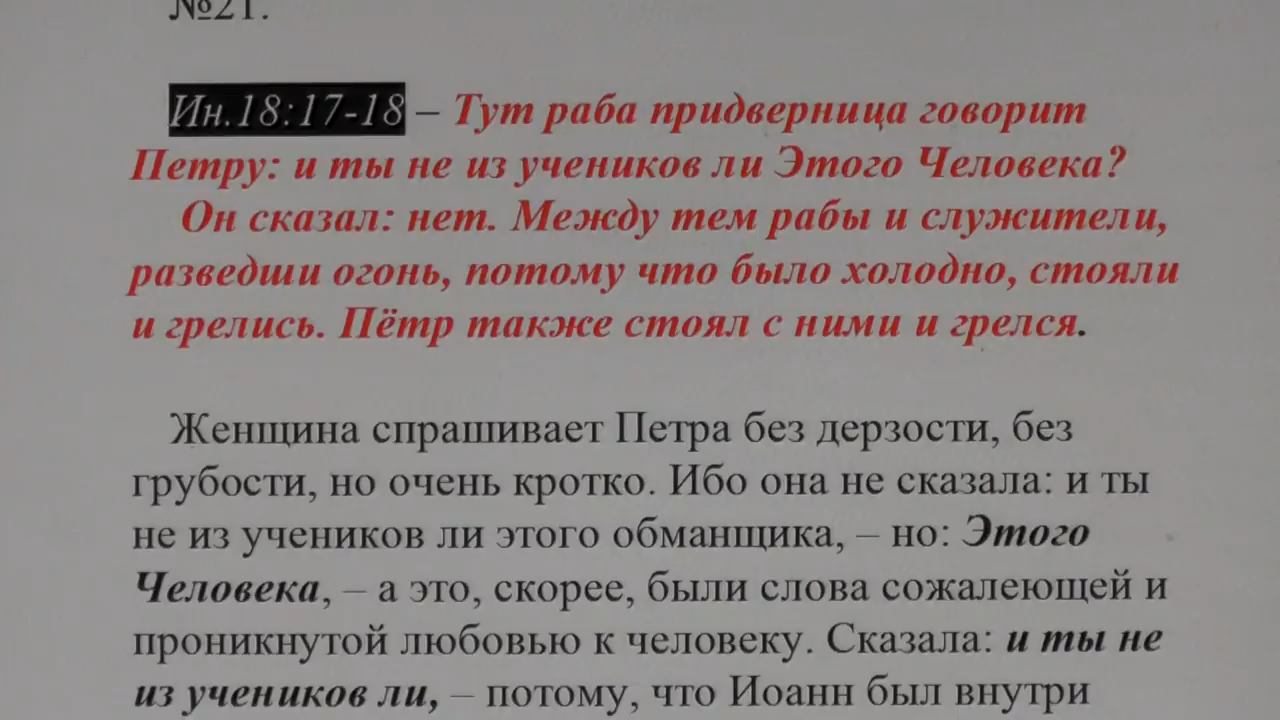 №21.
Ин.18:17-18 – Тут раба придверница говорит
Петру: и ты не из учеников ли Этого Человека?
Он сказал: нет. Между тем рабы и служители,
разведши огонь, потому что было холодно, стояли
и грелись. Пётр также стоял с ними и грелся.
Женщина спрашивает Петра без дерзости, без
грубости, но очень кротко. Ибо она не сказала: и ты
не из учеников ли этого обманщика, – но: Этого
Человека, – а это, скорее, были слова сожалеющей и
проникнутой любовью к человеку. Сказала: и ты не
из учеников ли, – потому, что Иоанн был внутри